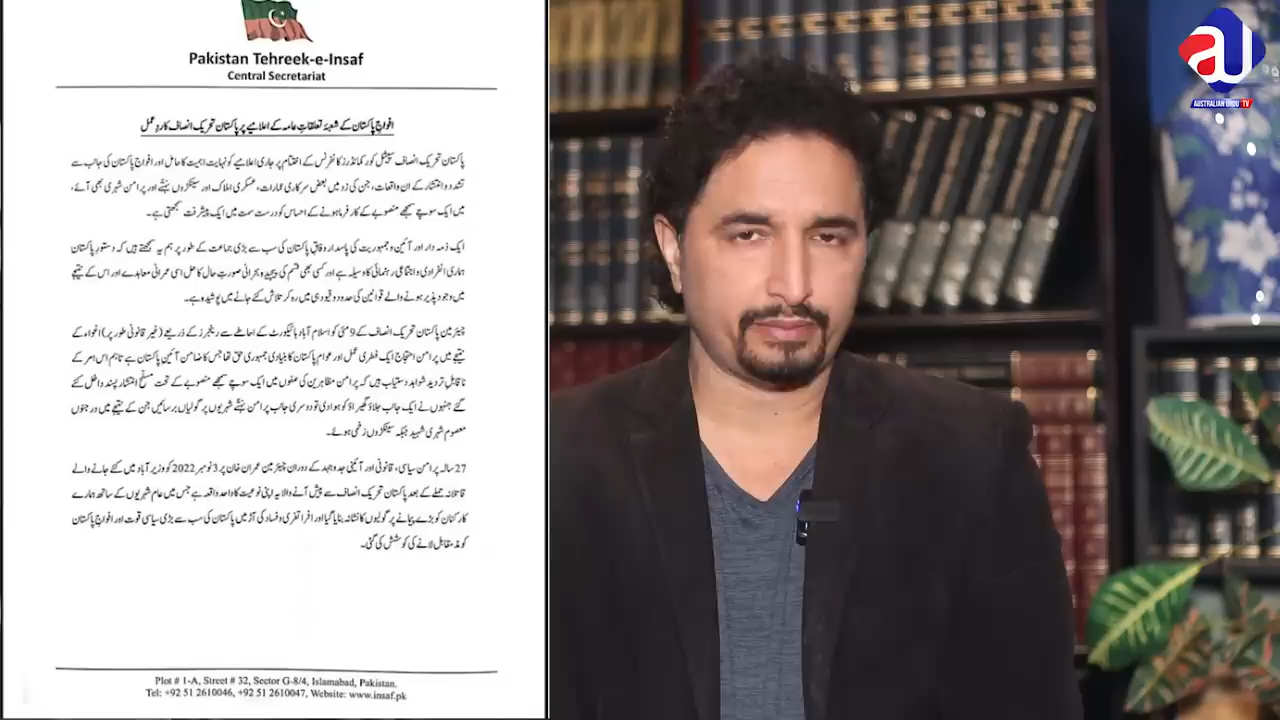 Pakistan Tehreek-e-Insaf
Central Secretariat
افواجِ پاکستان کے شعبۂ تعلقاتِ عامہ کے اعلامیے پر پاکستان تحریک انصاف کا ردِعمل
پاکستان تحریک انصاف سپیشل کور کمانڈرز کانفرنس کے اختتام پر جاری اعلامیے کو نہایت اہمیت کا حامل اور افواجِ پاکستان کی جانب سے
تشدد و انتشار کے ان واقعات، جن کی زد میں بعض سرکاری عمارات، عسکری املاک اور سینکڑوں نہتے اور پر امن شہری بھی آئے،
میں ایک سوچے سمجھے منصوبے کے کارفرما ہونے کے احساس کو درست سمت میں ایک پیشرفت سمجھتی ہے۔
ایک ذمہ دار اور آئین و جمہوریت کی پاسدار وفاقِ پاکستان کی سب سے بڑی جماعت کے طور پر ہم یہ سمجھتے ہیں کہ دستورِ پاکستان
ہماری انفرادی و اجتماعی رہنمائی کا وسیلہ ہے اور کسی بھی قسم کی پیچیدہ و بحرانی صورتِ حال کا حل اسی عمرانی معاہدے اور اس کے نتیجے
میں وجود پذیر ہونے والے قوانین کی حدود و قیود ہی میں رہ کر تلاش کئے جانے میں پوشیدہ ہے۔
چیئرمین پاکستان تحریک انصاف کے 9 مئی کو اسلام آباد ہائیکورٹ کے احاطے سے رینجرز کے ذریعے (غیر قانونی طور پر) اغواء کے
نتیجے میں پرامن احتجاج ایک فطری عمل اور عوامِ پاکستان کا بنیادی جمہوری حق تھا جس کا ضامن آئینِ پاکستان ہے تاہم اس امر کے
ناقابلِ تردید شواہد دستیاب ہیں کہ پرامن مظاہرین کی صفوں میں ایک سوچے سمجھے منصوبے کے تحت مسلح انتشار پسند داخل کئے
گئے جنہوں نے ایک جانب جلاؤ گھیراؤ کو ہوا دی تو دوسری جانب پرامن نہتے شہریوں پر گولیاں برسائیں جن کے نتیجے میں درجنوں
معصوم شہری شہید جبکہ سینکڑوں زخمی ہوئے۔
27 سالہ پرامن سیاسی، قانونی اور آئینی جدوجہد کے دوران چیئرمین عمران خان پر 3 نومبر 2022 کو وزیر آباد میں کئے جانے والے
قاتلانہ حملے کے بعد پاکستان تحریک انصاف سے پیش آنے والا یہ اپنی نوعیت کا واحد واقعہ ہے جس میں عام شہریوں کے ساتھ ہمارے
کارکنان کو بڑے پیمانے پر گولیوں کا نشانہ بنایا گیا اور افراتفری و فساد کی آڑ میں پاکستان کی سب سے بڑی سیاسی قوت اور افواجِ پاکستان
کو مدِ مقابل لانے کی کوشش کی گئی۔
Plot # 1-A, Street # 32, Sector G-8/4, Islamabad, Pakistan.
Tel: +92 51 2610046, +92 51 2610047, Website: www.insaf.pk
AUSTRALIAN URDU TV